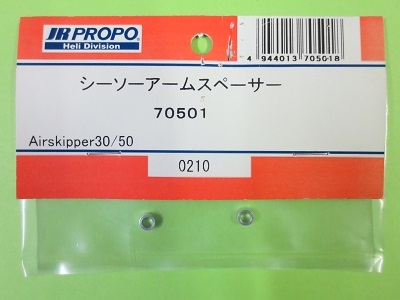 JR PROPO
Heli Division
4 944013 705018
シーソーアームスペーサー
70501
Airskipper30/50
0210